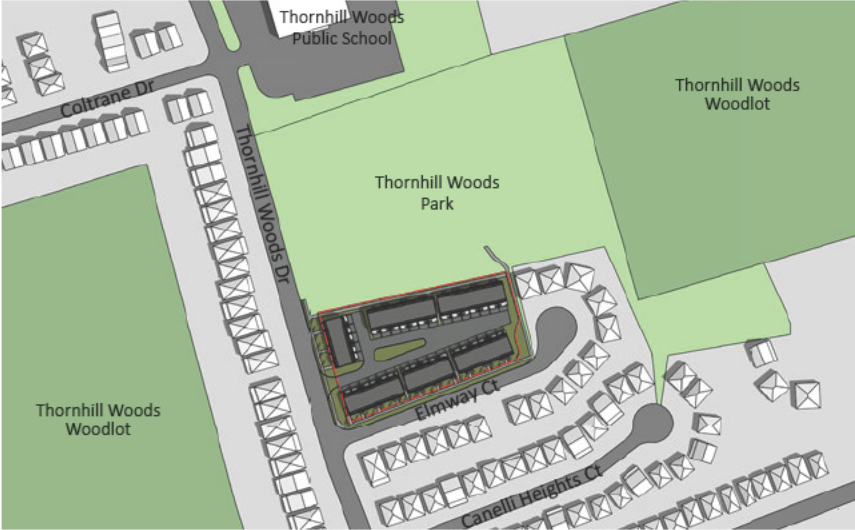 Thornhill Woods
Public School
Coltrane Dr
Thornhill Woods
Woodlot
Thornhill Woods Dr
Thornhill Woods
Park
Thornhill Woods
Woodlot
Elmway Ct
Canelli Heights Ct